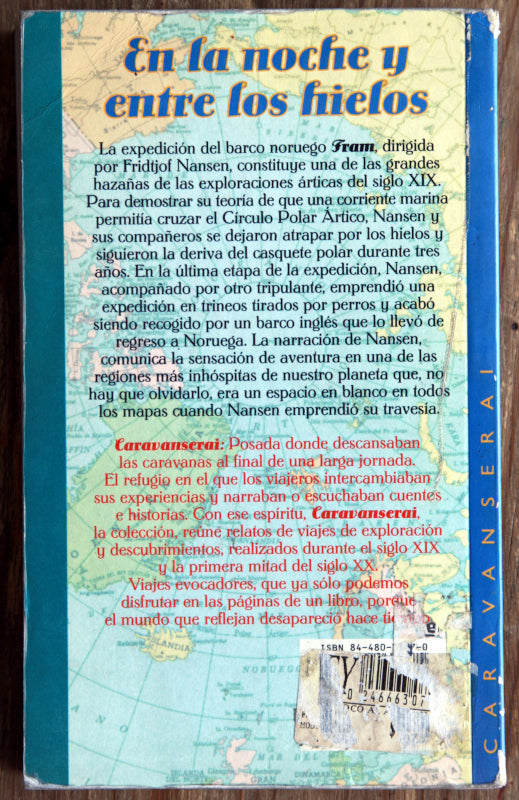 En la noche y
entre los hielos
La expedición del barco noruego Fram, dirigida
por Fridtjof Nansen, constituye una de las grandes
hazañas de las exploraciones árticas del siglo XIX.
Para demostrar su teoría de que una corriente marina
permitía cruzar el Círculo Polar Ártico, Nansen y
sus compañeros se dejaron atrapar por los hielos y
siguieron la deriva del casquete polar durante tres
años. En la última etapa de la expedición, Nansen,
acompañado por otro tripulante, emprendió una
expedición en trineos tirados por perros y acabó
siendo recogido por un barco inglés que lo llevó de
regreso a Noruega. La narración de Nansen,
comunica la sensación de aventura en una de las
regiones más inhóspitas de nuestro planeta que, no
hay que olvidarlo, era un espacio en blanco en todos
los mapas cuando Nansen emprendió su travesía.
Caravanserai: Posada donde descansaban
las caravanas al final de una larga jornada.
El refugio en el que los viajeros intercambiaban
sus experiencias y narraban o escuchaban cuentos
e historias. Con ese espíritu, Caravanserai,
la colección, reúne relatos de viajes de exploración
y descubrimientos, realizados durante el siglo XIX
y la primera mitad del siglo XX.
Viajes evocadores, que ya sólo podemos
disfrutar en las páginas de un libro, porque
el mundo que reflejan desapareció hace
ISBN 84-480-
CARAVANSERAI
ISLANDIA
NORUEGO
MAR DEL
DINAMARCA